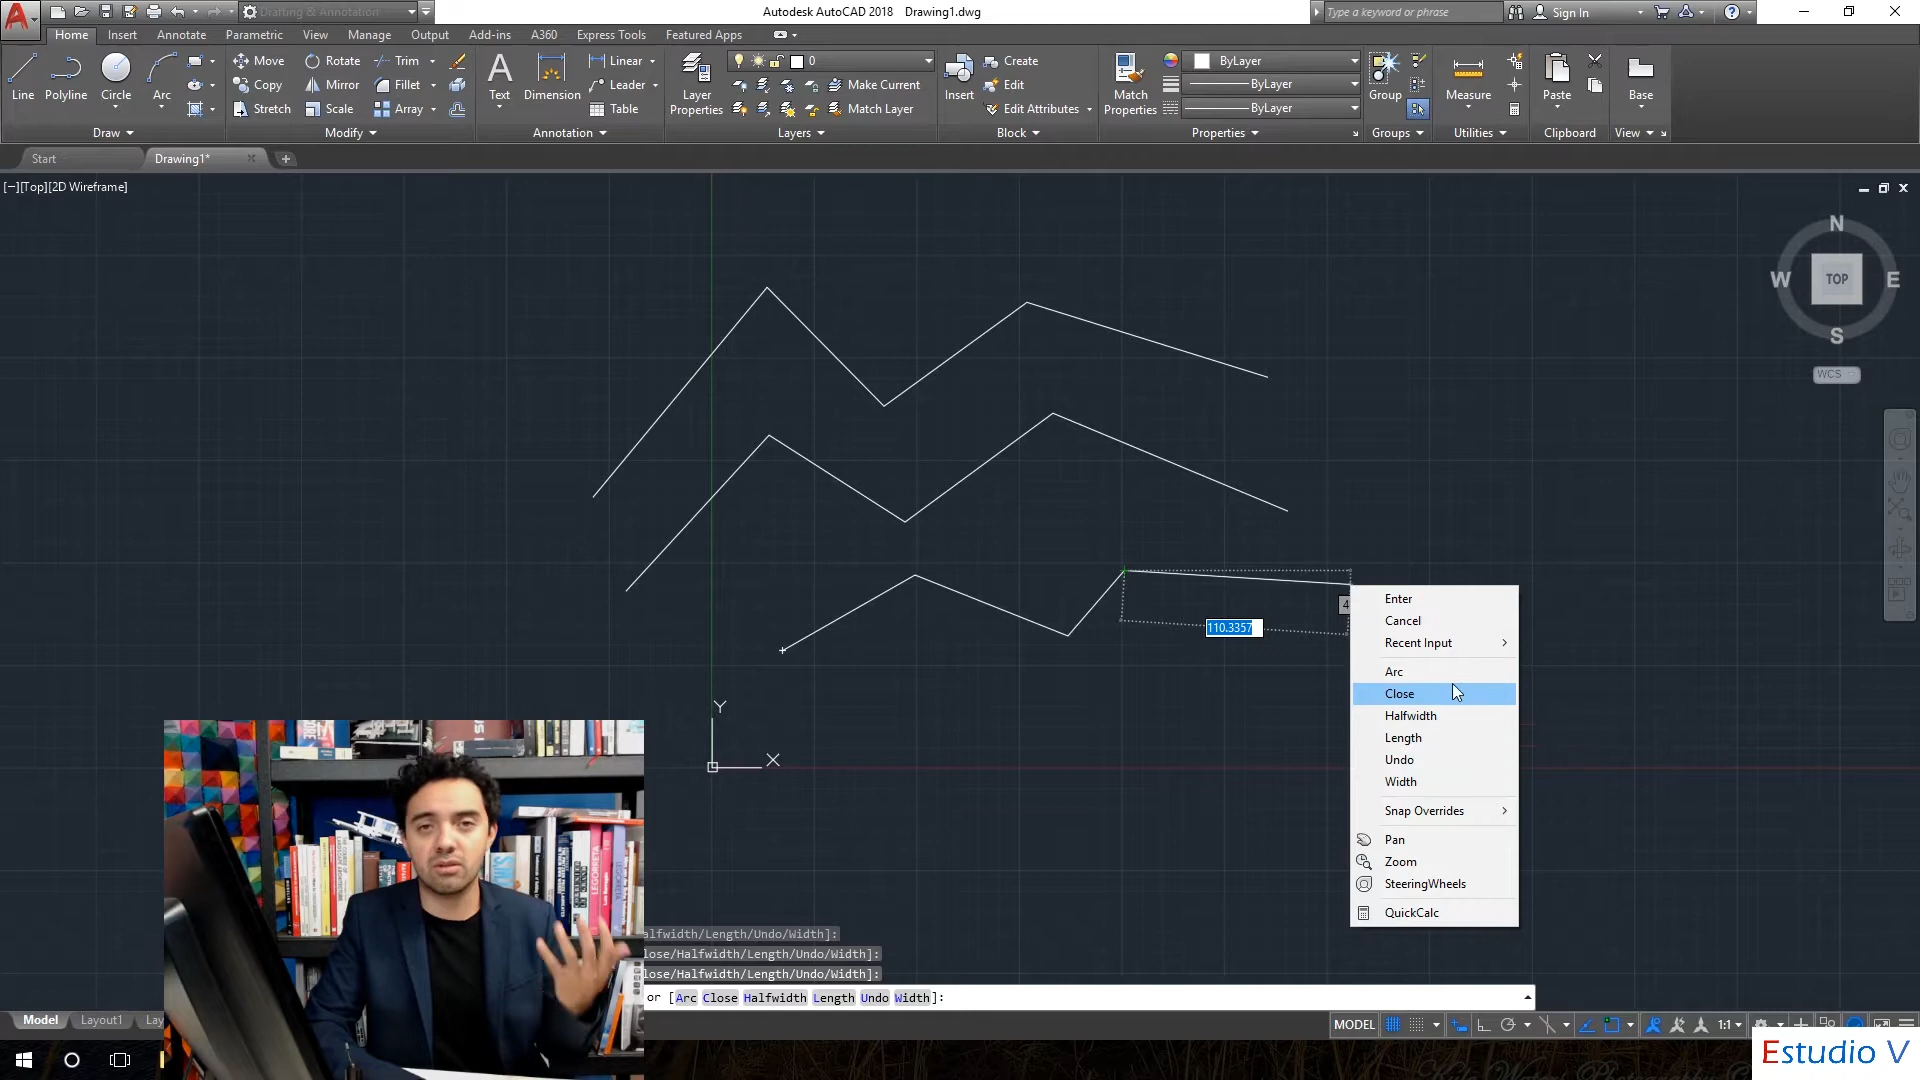 Drafting & Annotation
Autodesk AutoCAD 2018 Drawing1.dwg
Type a keyword or phrase
Sign In
Home Insert Annotate Parametric View Manage Output Add-ins A360 Express Tools Featured Apps
Line Polyline Circle Arc
Move Rotate Trim
Copy Mirror Fillet
Stretch Scale Array
Text Dimension
Linear
Leader
Table
Layer Properties
0
Make Current
Match Layer
Insert
Create
Edit
Edit Attributes
Match Properties
ByLayer
ByLayer
ByLayer
Group
Measure
Paste
Base
Draw Modify Annotation Layers Block Properties Groups Utilities Clipboard View
Start Drawing1*
[−][Top][2D Wireframe]
N
W TOP E
S
WCS
110.3357
4
Y
X
Enter
Cancel
Recent Input
Arc
Close
Halfwidth
Length
Undo
Width
Snap Overrides
Pan
Zoom
SteeringWheels
QuickCalc
LEGORRETA
alfwidth/Length/Undo/Width]:
lose/Halfwidth/Length/Undo/Width]:
lose/Halfwidth/Length/Undo/Width]:
or [Arc Close Halfwidth Length Undo Width]:
Model Layout1 Lay
MODEL
1:1
Estudio V